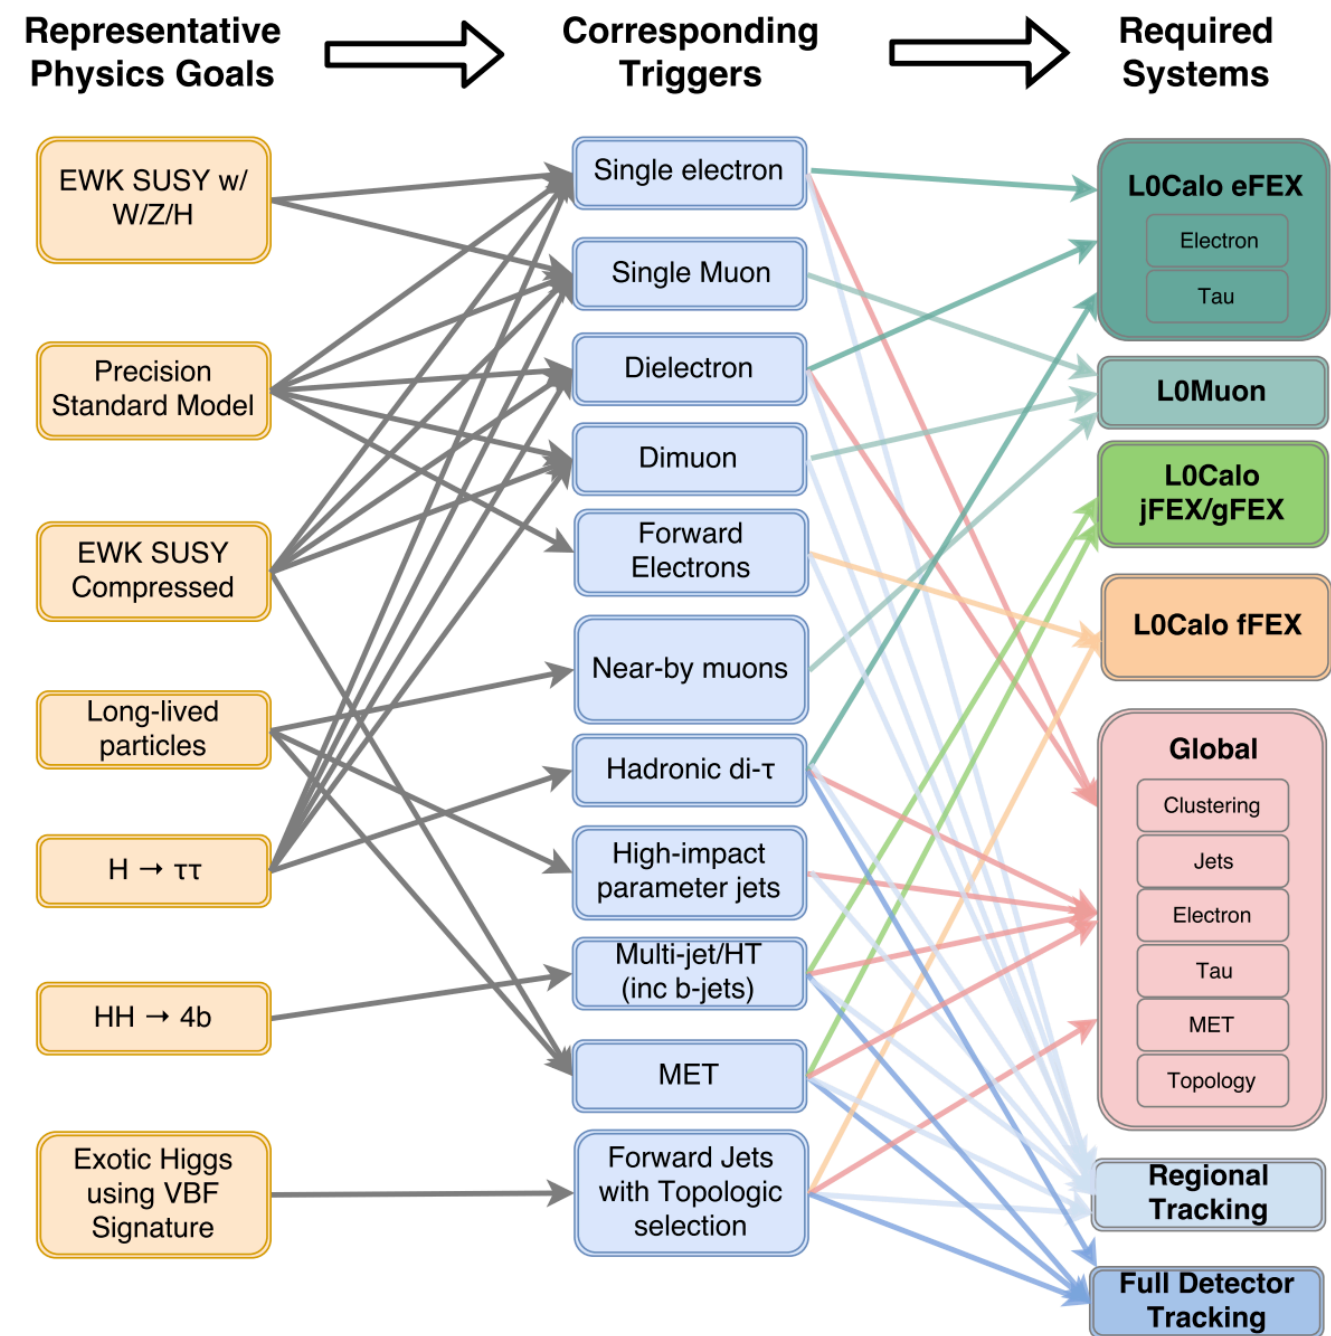 Representative
Physics Goals
Corresponding
Triggers
Required
Systems
EWK SUSY w/
W/Z/H
Precision
Standard Model
EWK SUSY
Compressed
Long-lived
particles
H → ττ
HH → 4b
Exotic Higgs
using VBF
Signature
Single electron
Single Muon
Dielectron
Dimuon
Forward
Electrons
Near-by muons
Hadronic di-τ
High-impact
parameter jets
Multi-jet/HT
(inc b-jets)
MET
Forward Jets
with Topologic
selection
L0Calo eFEX
Electron
Tau
L0Muon
L0Calo
jFEX/gFEX
L0Calo fFEX
Global
Clustering
Jets
Electron
Tau
MET
Topology
Regional
Tracking
Full Detector
Tracking